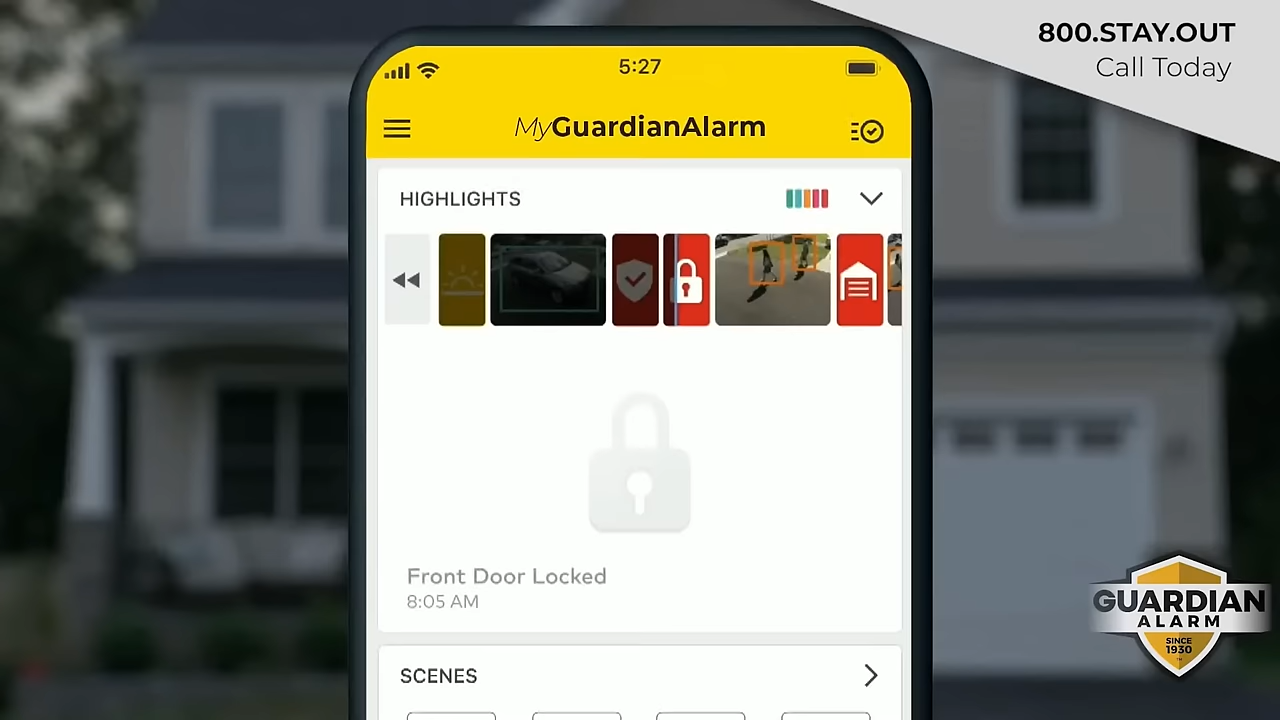 800.STAY.OUT
Call Today
5:27
MyGuardianAlarm
HIGHLIGHTS
Front Door Locked
8:05 AM
SCENES
GUARDIAN
ALARM
SINCE
1930